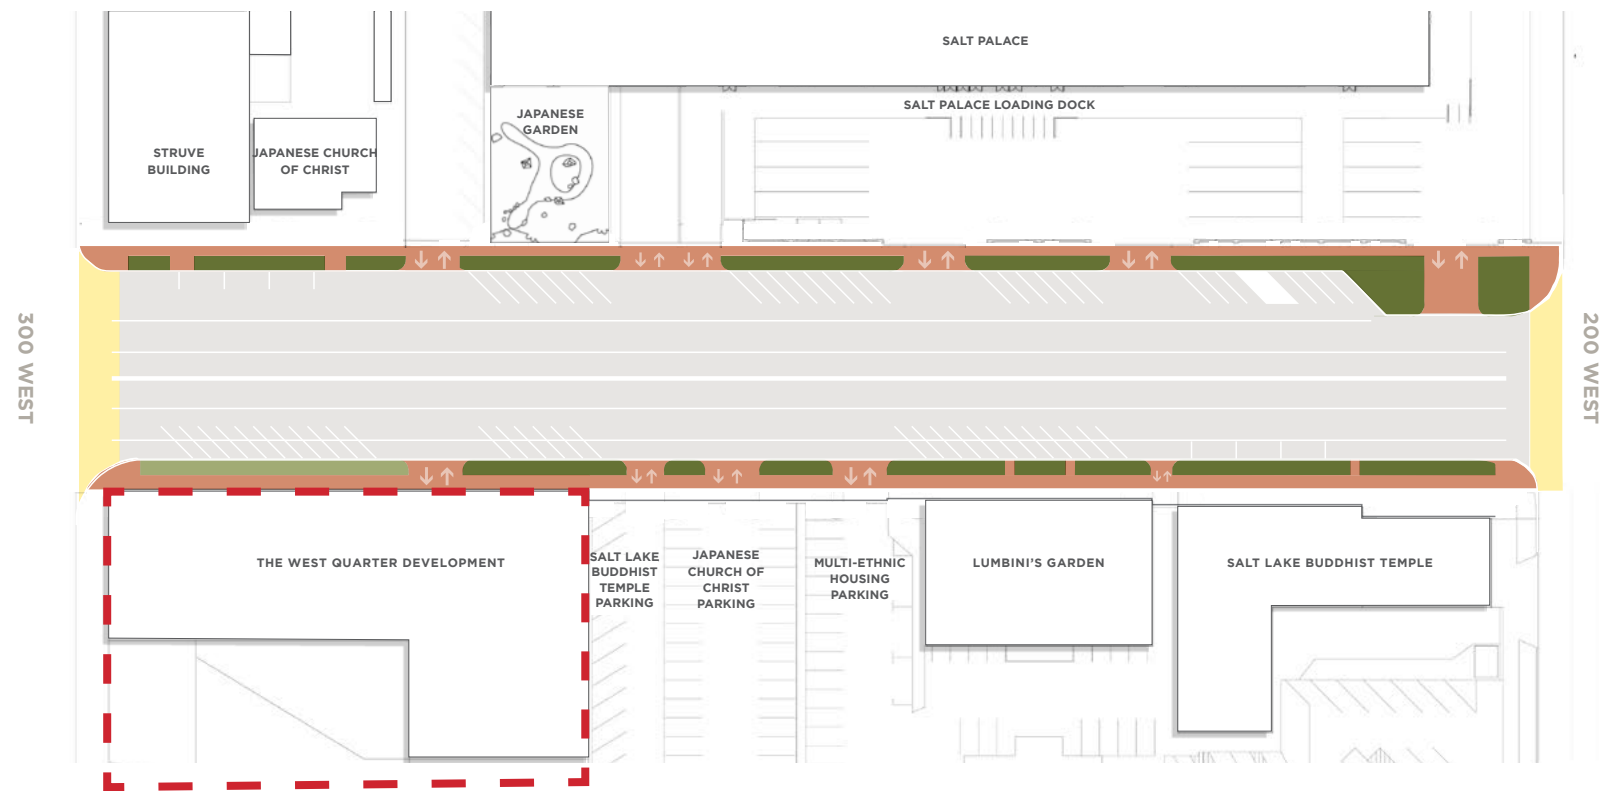 SALT PALACE
SALT PALACE LOADING DOCK
JAPANESE
GARDEN
STRUVE
BUILDING
JAPANESE CHURCH
OF CHRIST
300 WEST
200 WEST
THE WEST QUARTER DEVELOPMENT
SALT LAKE
BUDDHIST
TEMPLE
PARKING
JAPANESE
CHURCH OF
CHRIST
PARKING
MULTI-ETHNIC
HOUSING
PARKING
LUMBINI'S GARDEN
SALT LAKE BUDDHIST TEMPLE